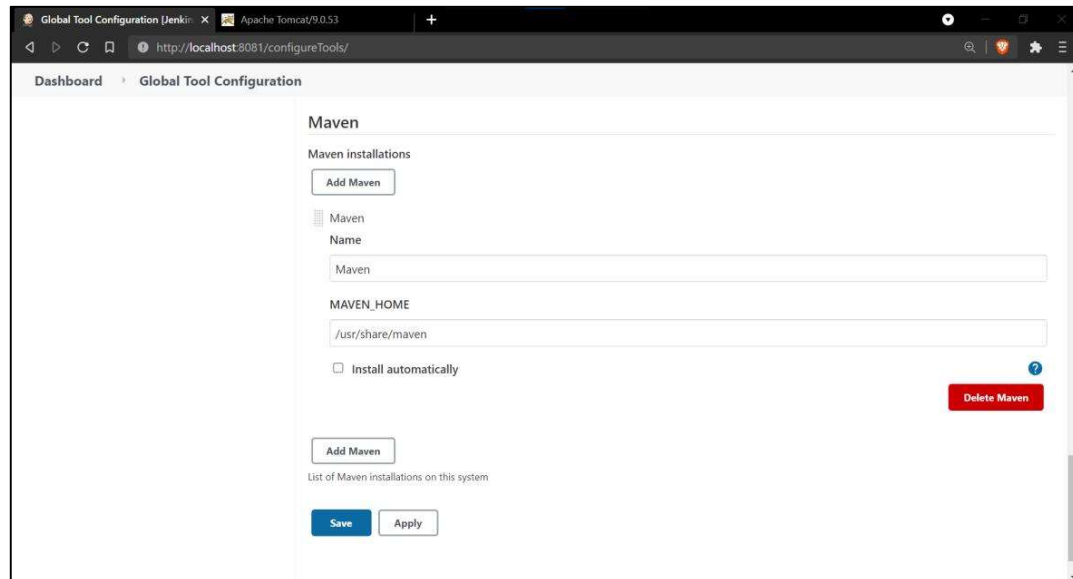 Global Tool Configuration [Jenkin
Apache Tomcat/9.0.53
http://localhost:8081/configureTools/
Dashboard
Global Tool Configuration
Maven
Maven installations
Add Maven
Maven
Name
Maven
MAVEN_HOME
/usr/share/maven
Install automatically
Delete Maven
Add Maven
List of Maven installations on this system
Save
Apply